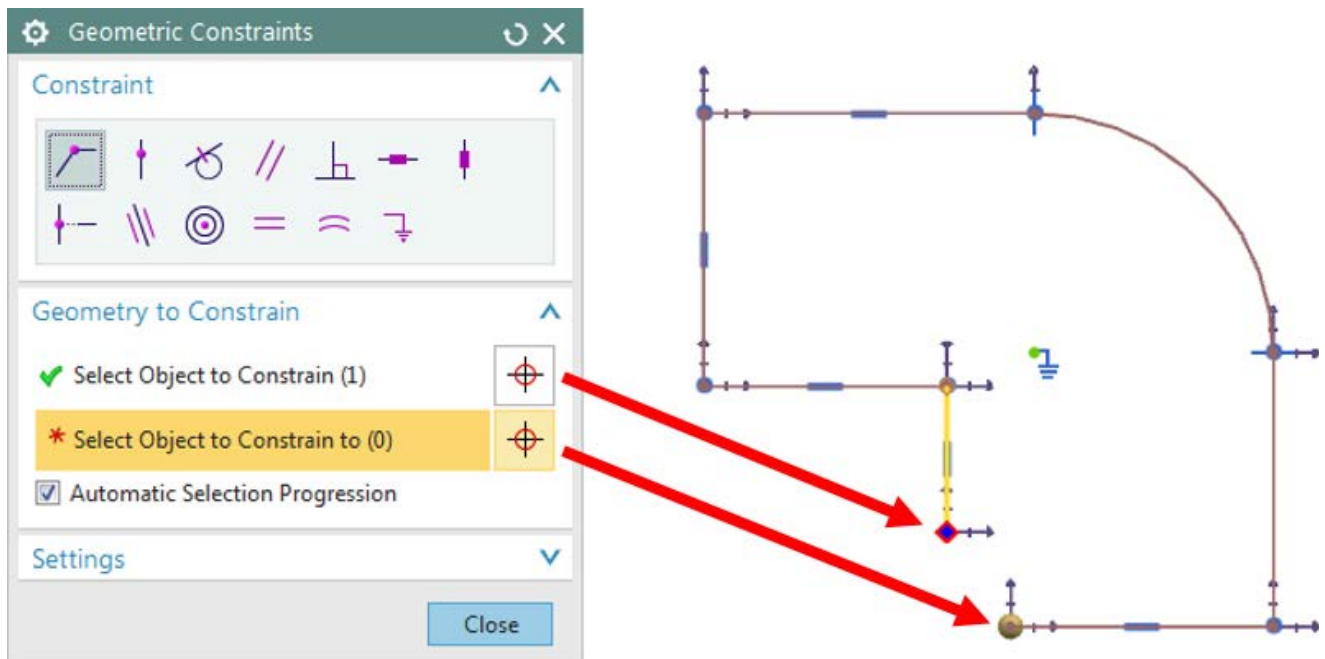 Geometric Constraints
Constraint
Geometry to Constrain
Select Object to Constrain (1)
Select Object to Constrain to (0)
Automatic Selection Progression
Settings
Close